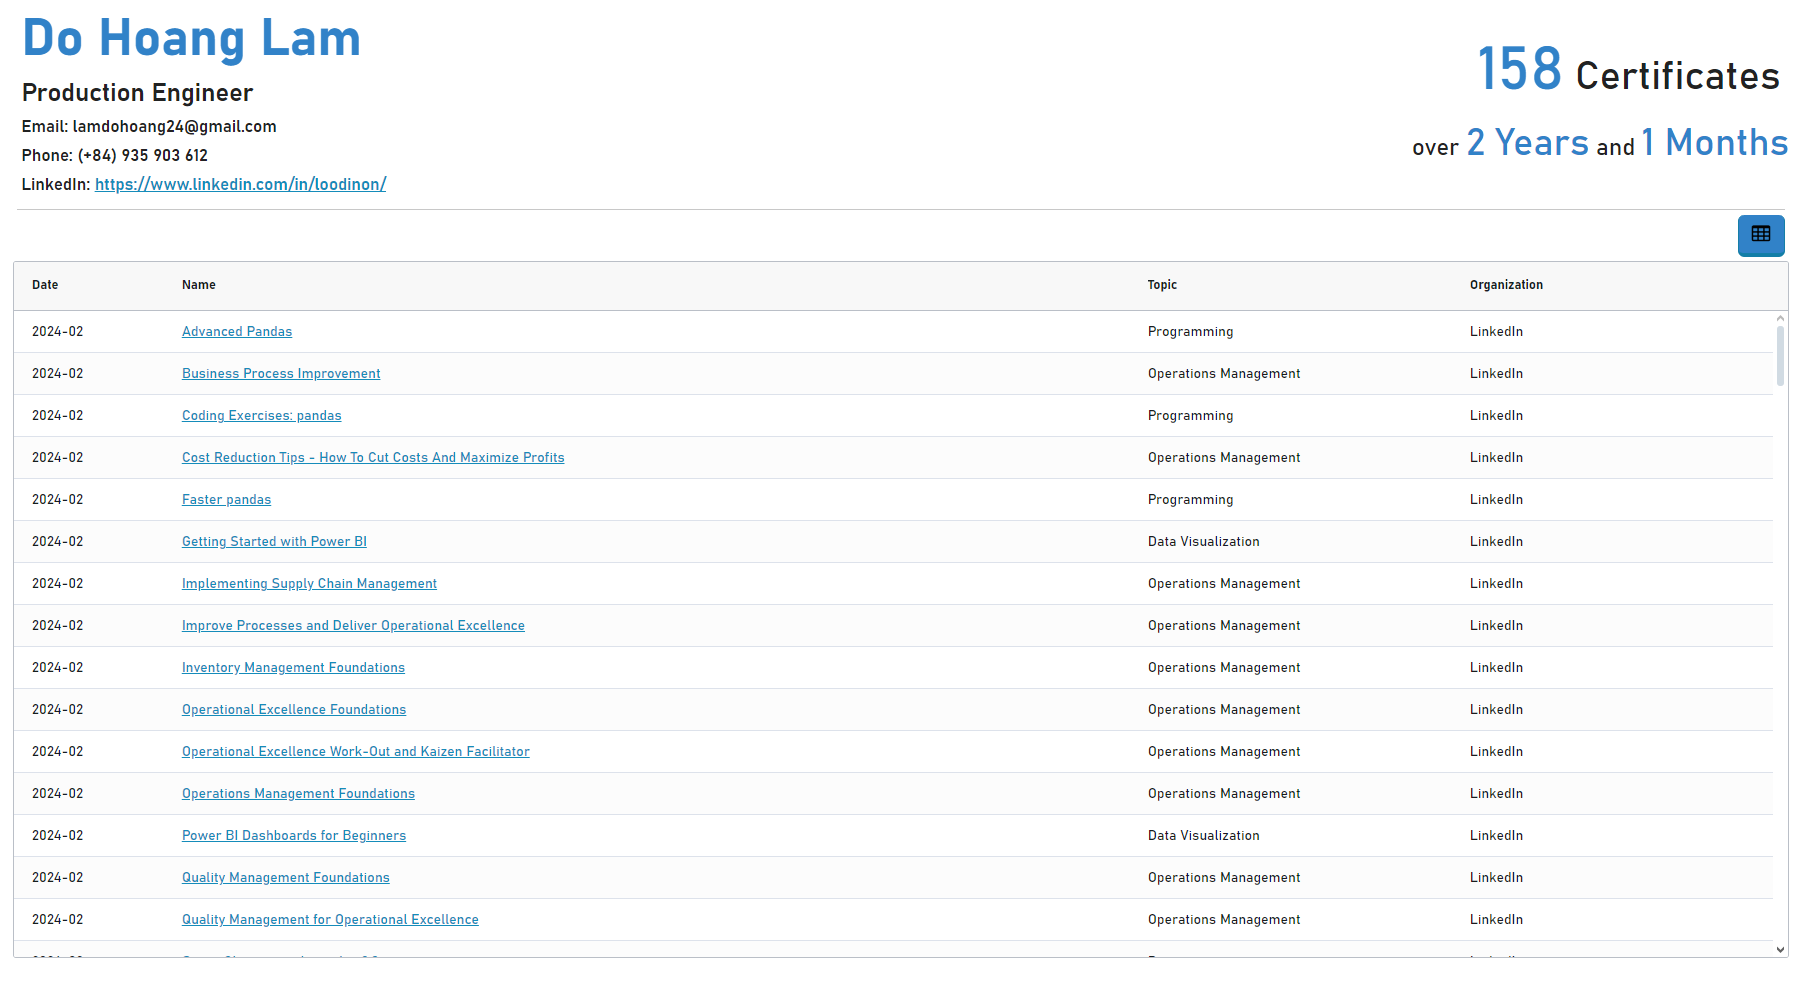 Do Hoang Lam
Production Engineer
Email: lamdohoang24@gmail.com
Phone: (+84) 935 903 612
LinkedIn: https://www.linkedin.com/in/loodinon/
158 Certificates
over 2 Years and 1 Months
Date Name Topic Organization
2024-02 Advanced Pandas Programming LinkedIn
2024-02 Business Process Improvement Operations Management LinkedIn
2024-02 Coding Exercises: pandas Programming LinkedIn
2024-02 Cost Reduction Tips - How To Cut Costs And Maximize Profits Operations Management LinkedIn
2024-02 Faster pandas Programming LinkedIn
2024-02 Getting Started with Power BI Data Visualization LinkedIn
2024-02 Implementing Supply Chain Management Operations Management LinkedIn
2024-02 Improve Processes and Deliver Operational Excellence Operations Management LinkedIn
2024-02 Inventory Management Foundations Operations Management LinkedIn
2024-02 Operational Excellence Foundations Operations Management LinkedIn
2024-02 Operational Excellence Work-Out and Kaizen Facilitator Operations Management LinkedIn
2024-02 Operations Management Foundations Operations Management LinkedIn
2024-02 Power BI Dashboards for Beginners Data Visualization LinkedIn
2024-02 Quality Management Foundations Operations Management LinkedIn
2024-02 Quality Management for Operational Excellence Operations Management LinkedIn